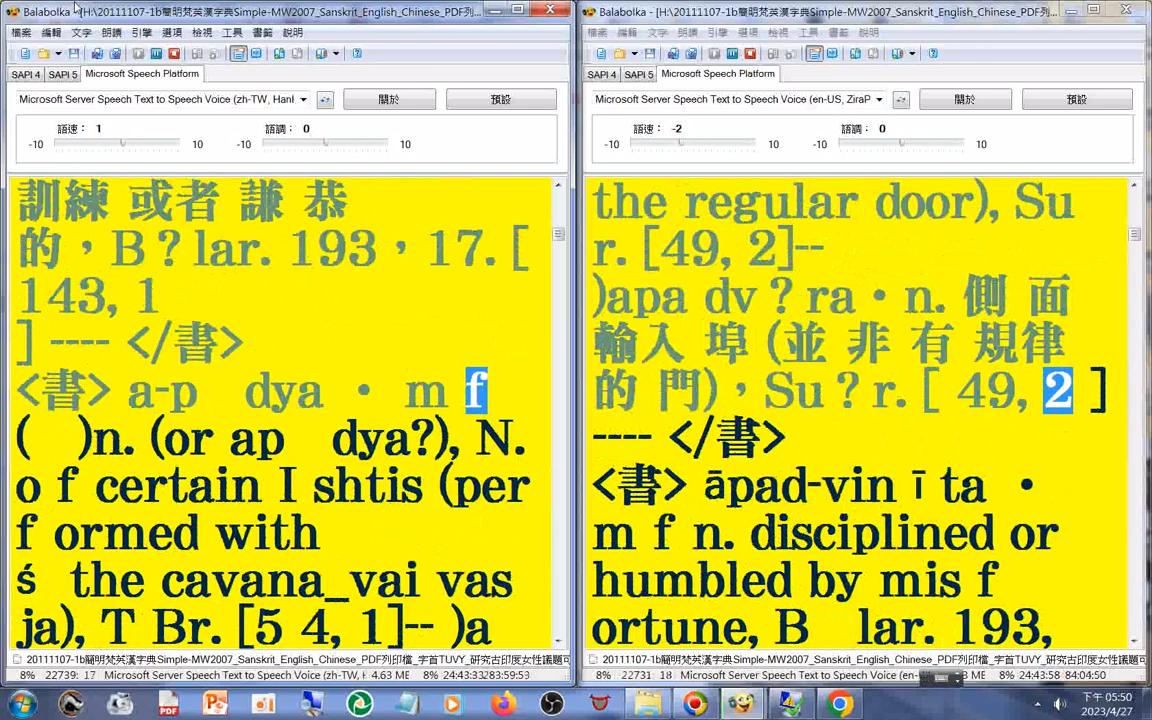 Balabolka - [H:\20111107-1b簡明梵英漢字典Simple-MW2007_Sanskrit_English_Chinese_PDF列...
檔案 編輯 文字 朗讀 引擎 選項 檢視 工具 書籤 說明
SAPI 4 SAPI 5 Microsoft Speech Platform
Microsoft Server Speech Text to Speech Voice (zh-TW, Hanl
關於 預設
語速： 1 語調： 0
-10 10 -10 10
訓練 或者 謙 恭
的，B？lar. 193，17. [
143, 1
] ---- </書>
<書> a-p dya • m f
( )n. (or ap dya?), N.
o f certain I shtis (per
f ormed with
ś the cavana_vai vas
ja), T Br. [5 4, 1]-- )a
20111107-1b簡明梵英漢字典Simple-MW2007_Sanskrit_English_Chinese_PDF列印檔_字首TUVY_研究古印度女性議題可
8% 22739: 17 Microsoft Server Speech Text to Speech Voice (zh-TW, H 4.63 MB 8% 24:43:33 283:59:53
Balabolka - [H:\20111107-1b簡明梵英漢字典Simple-MW2007_Sanskrit_English_Chinese_PDF列印...
檔案 編輯 文字 朗讀 引擎 選項 檢視 工具 書籤 說明
SAPI 4 SAPI 5 Microsoft Speech Platform
Microsoft Server Speech Text to Speech Voice (en-US, ZiraP
關於 預設
語速： -2 語調： 0
-10 10 -10 10
the regular door), Su
r. [49, 2]--
)apa dv ? ra • n. 側 面
輸入 埠 (並 非 有 規律
的 門)，Su？r. [ 49, 2 ]
---- </書>
<書> āpad-vin ī ta •
m f n. disciplined or
humbled by mis f
ortune, B lar. 193,
20111107-1b簡明梵英漢字典Simple-MW2007_Sanskrit_English_Chinese_PDF列印檔_字首TUVY_研究古印度女性議題可
8% 22731: 18 Microsoft Server Speech Text to Speech Voice 8% 24:43:58 84:04:50
下午 05:50
2023/4/27